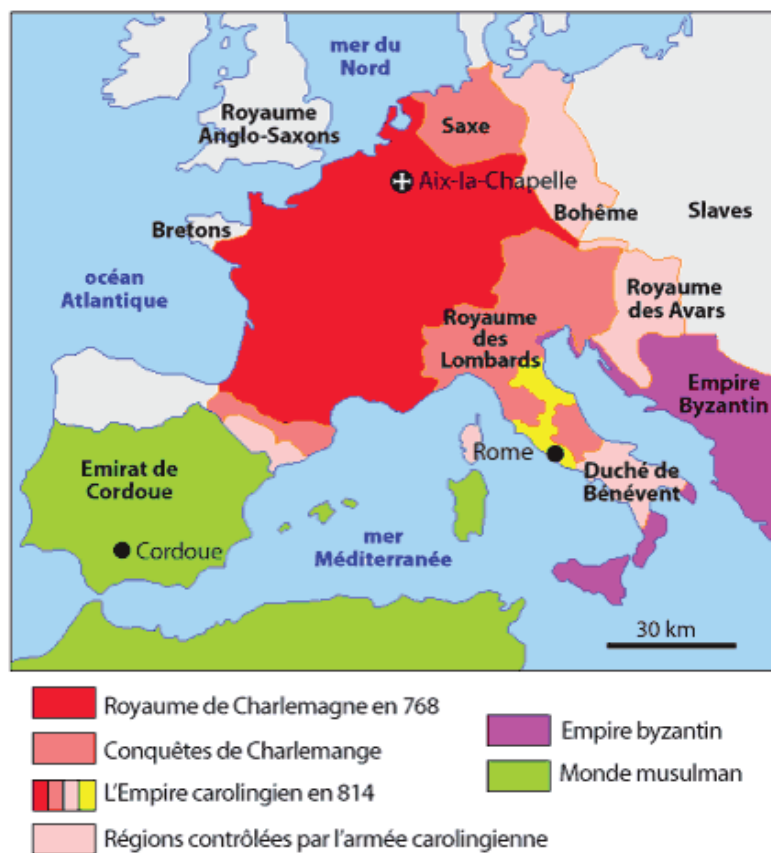 mer du
Nord
Royaume
Anglo-Saxons
Saxe
Aix-la-Chapelle
Bohême
Slaves
Bretons
océan
Atlantique
Royaume
des Avars
Royaume
des
Lombards
Empire
Byzantin
Rome
Emirat de
Cordoue
Duché de
Bénévent
Cordoue
mer
Méditerranée
30 km
Royaume de Charlemagne en 768
Conquêtes de Charlemange
L'Empire carolingien en 814
Régions contrôlées par l'armée carolingienne
Empire byzantin
Monde musulman